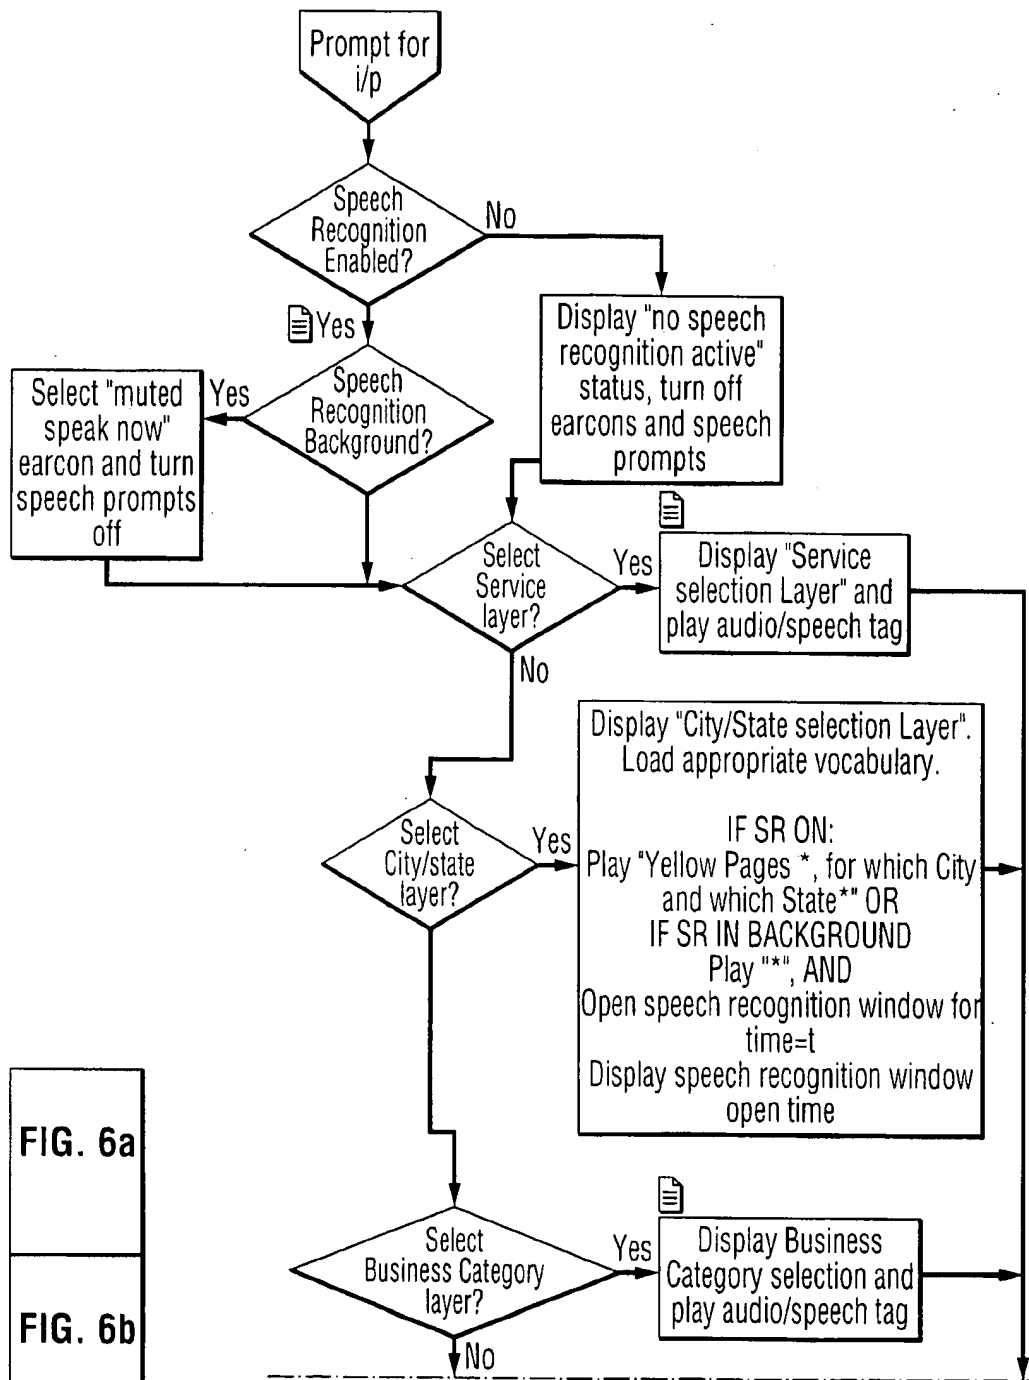 Prompt for
i/p
Speech
Recognition
Enabled?
No
Yes
Display "no speech
recognition active"
status, turn off
earcons and speech
prompts
Speech
Recognition
Background?
Yes
Select "muted
speak now"
earcon and turn
speech prompts
off
Select
Service
layer?
Yes
Display "Service
selection Layer" and
play audio/speech tag
No
Display "City/State selection Layer".
Load appropriate vocabulary.
IF SR ON:
Play "Yellow Pages *, for which City
and which State*" OR
IF SR IN BACKGROUND
Play "*", AND
Open speech recognition window for
time=t
Display speech recognition window
open time
Select
City/state
layer?
Yes
FIG. 6a
Select
Business Category
layer?
Yes
Display Business
Category selection and
play audio/speech tag
FIG. 6b
No